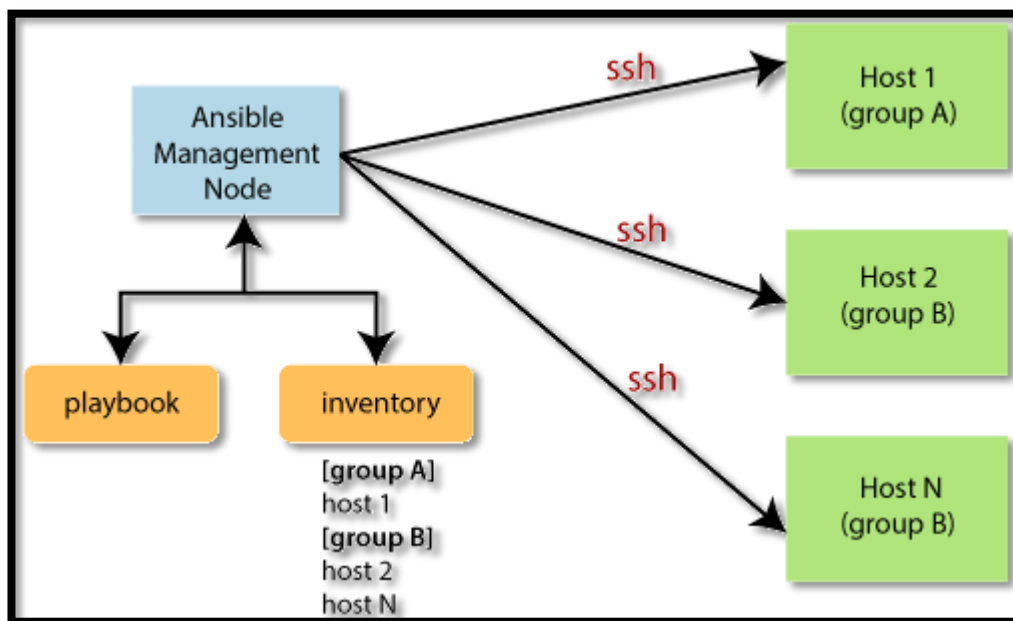 Ansible
Management
Node
ssh
ssh
ssh
Host 1
(group A)
Host 2
(group B)
Host N
(group B)
playbook
inventory
[group A]
host 1
[group B]
host 2
host N